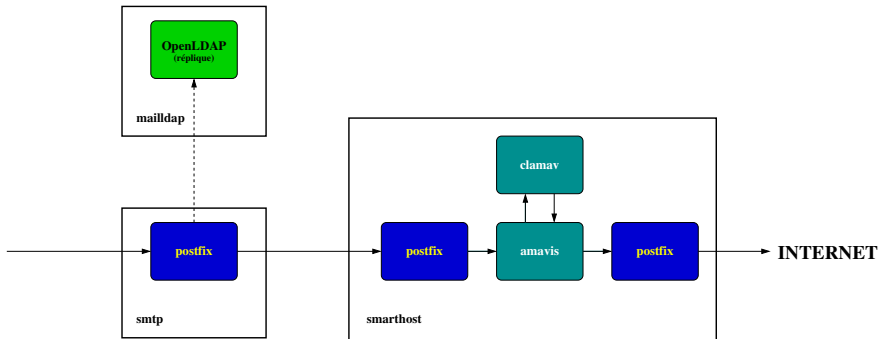 OpenLDAP
(réplique)
mailldap
clamav
postfix
postfix
amavis
postfix
INTERNET
smtp
smarthost